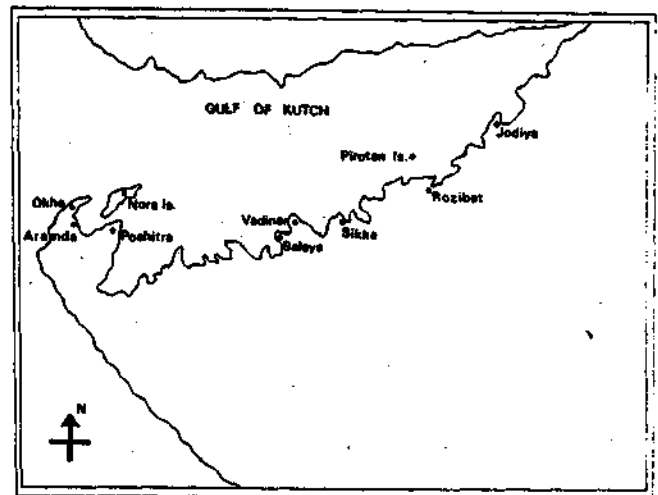 GULF OF KUTCH
Jodiya
Pirotan Is.
Rozibet
Okha
Nora Is.
Aramda
Poshitra
Vadinar
Sikka
Salaya
N